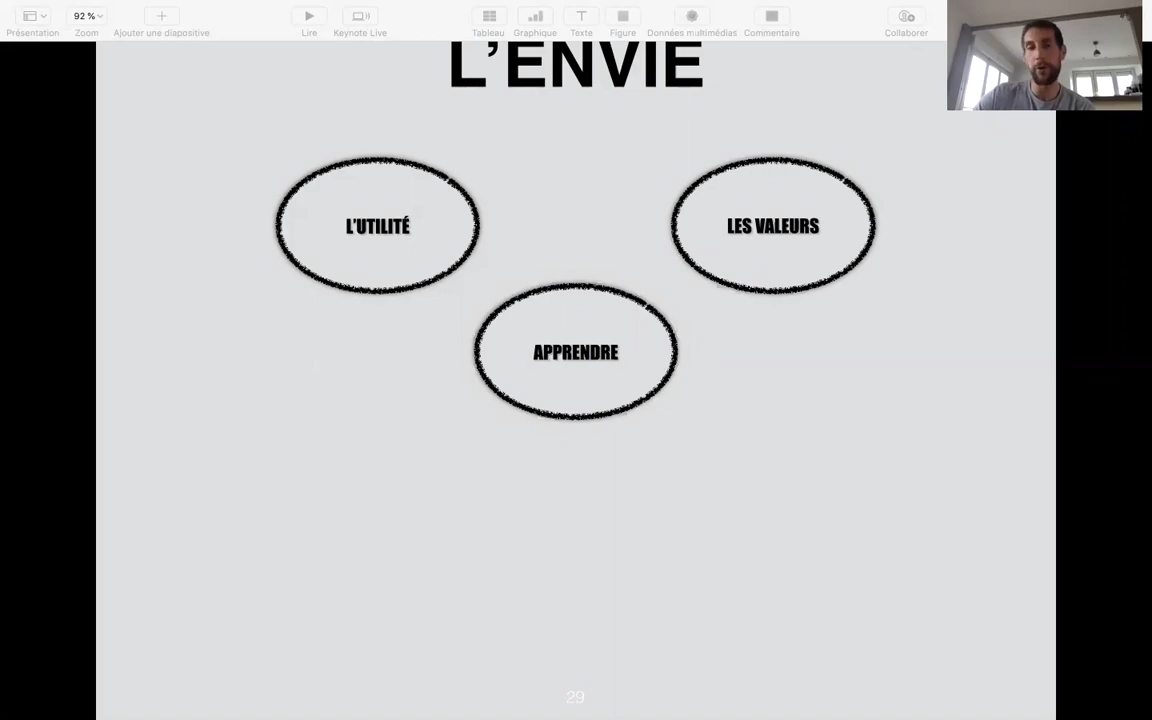 92 %
Présentation
Zoom
Ajouter une diapositive
Lire
Keynote Live
Tableau
Graphique
Texte
Figure
Données multimédias
Commentaire
Collaborer
L'ENVIE
L'UTILITÉ
LES VALEURS
APPRENDRE
29